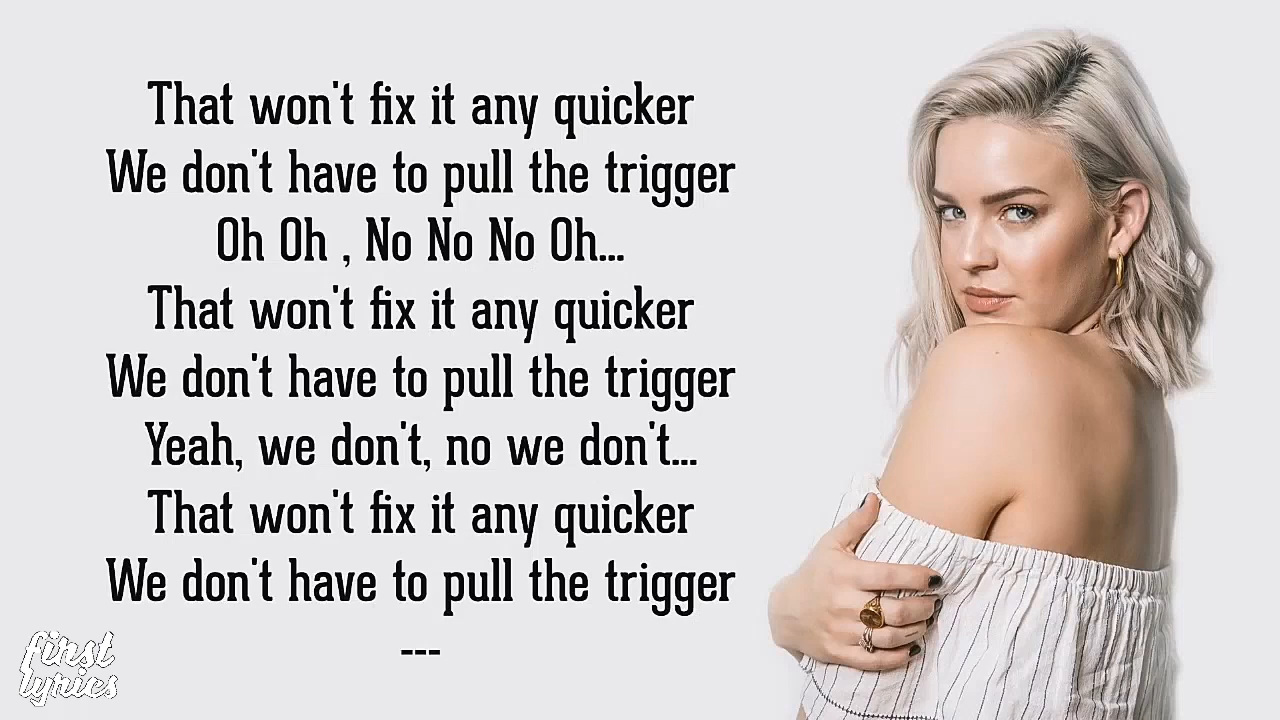 That won't fix it any quicker
We don't have to pull the trigger
Oh Oh , No No No Oh...
That won't fix it any quicker
We don't have to pull the trigger
Yeah, we don't, no we don't...
That won't fix it any quicker
We don't have to pull the trigger
---
first
lyrics